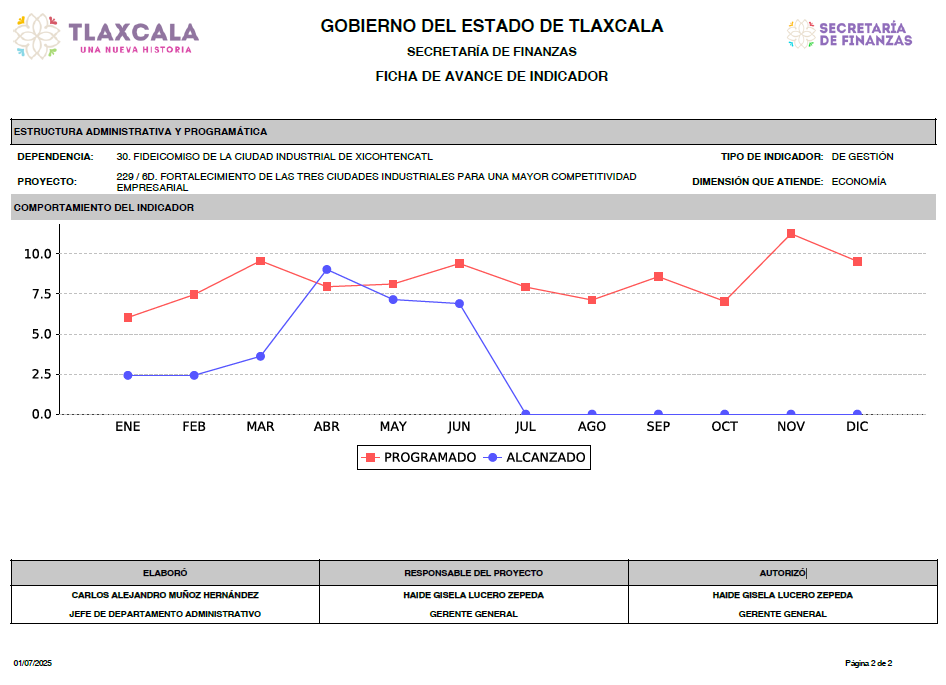 TLAXCALA
UNA NUEVA HISTORIA
GOBIERNO DEL ESTADO DE TLAXCALA
SECRETARÍA DE FINANZAS
FICHA DE AVANCE DE INDICADOR
SECRETARÍA
DE FINANZAS
ESTRUCTURA ADMINISTRATIVA Y PROGRAMÁTICA
DEPENDENCIA: 30. FIDEICOMISO DE LA CIUDAD INDUSTRIAL DE XICOHTENCATL TIPO DE INDICADOR: DE GESTIÓN
PROYECTO: 229 / 6D. FORTALECIMIENTO DE LAS TRES CIUDADES INDUSTRIALES PARA UNA MAYOR COMPETITIVIDAD
EMPRESARIAL
DIMENSIÓN QUE ATIENDE: ECONOMÍA
COMPORTAMIENTO DEL INDICADOR
10.0
7.5
5.0
2.5
0.0
ENE FEB MAR ABR MAY JUN JUL AGO SEP OCT NOV DIC
PROGRAMADO ALCANZADO
ELABORÓ RESPONSABLE DEL PROYECTO AUTORIZÓ
CARLOS ALEJANDRO MUÑOZ HERNÁNDEZ HAIDE GISELA LUCERO ZEPEDA HAIDE GISELA LUCERO ZEPEDA
JEFE DE DEPARTAMENTO ADMINISTRATIVO GERENTE GENERAL GERENTE GENERAL
01/07/2025 Página 2 de 2